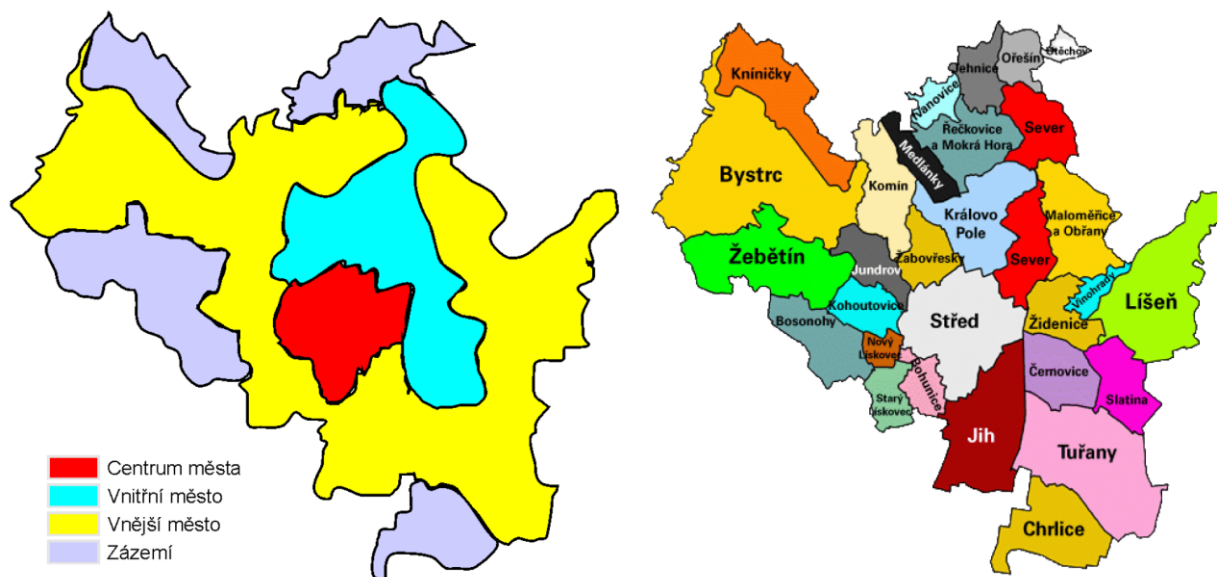 Centrum města
Vnitřní město
Vnější město
Zázemí
Kníničky
Jehnice
Ořešín
Útěchov
Ivanovice
Řečkovice
a Mokrá Hora
Sever
Medlánky
Bystrc
Komín
Královo
Pole
Maloměřice
a Obřany
Žebětín
Jundrov
Žabovřesky
Sever
Vinohrady
Líšeň
Kohoutovice
Bosonohy
Střed
Židenice
Nový
Lískovec
Bohunice
Černovice
Starý
Lískovec
Slatina
Jih
Tuřany
Chrlice